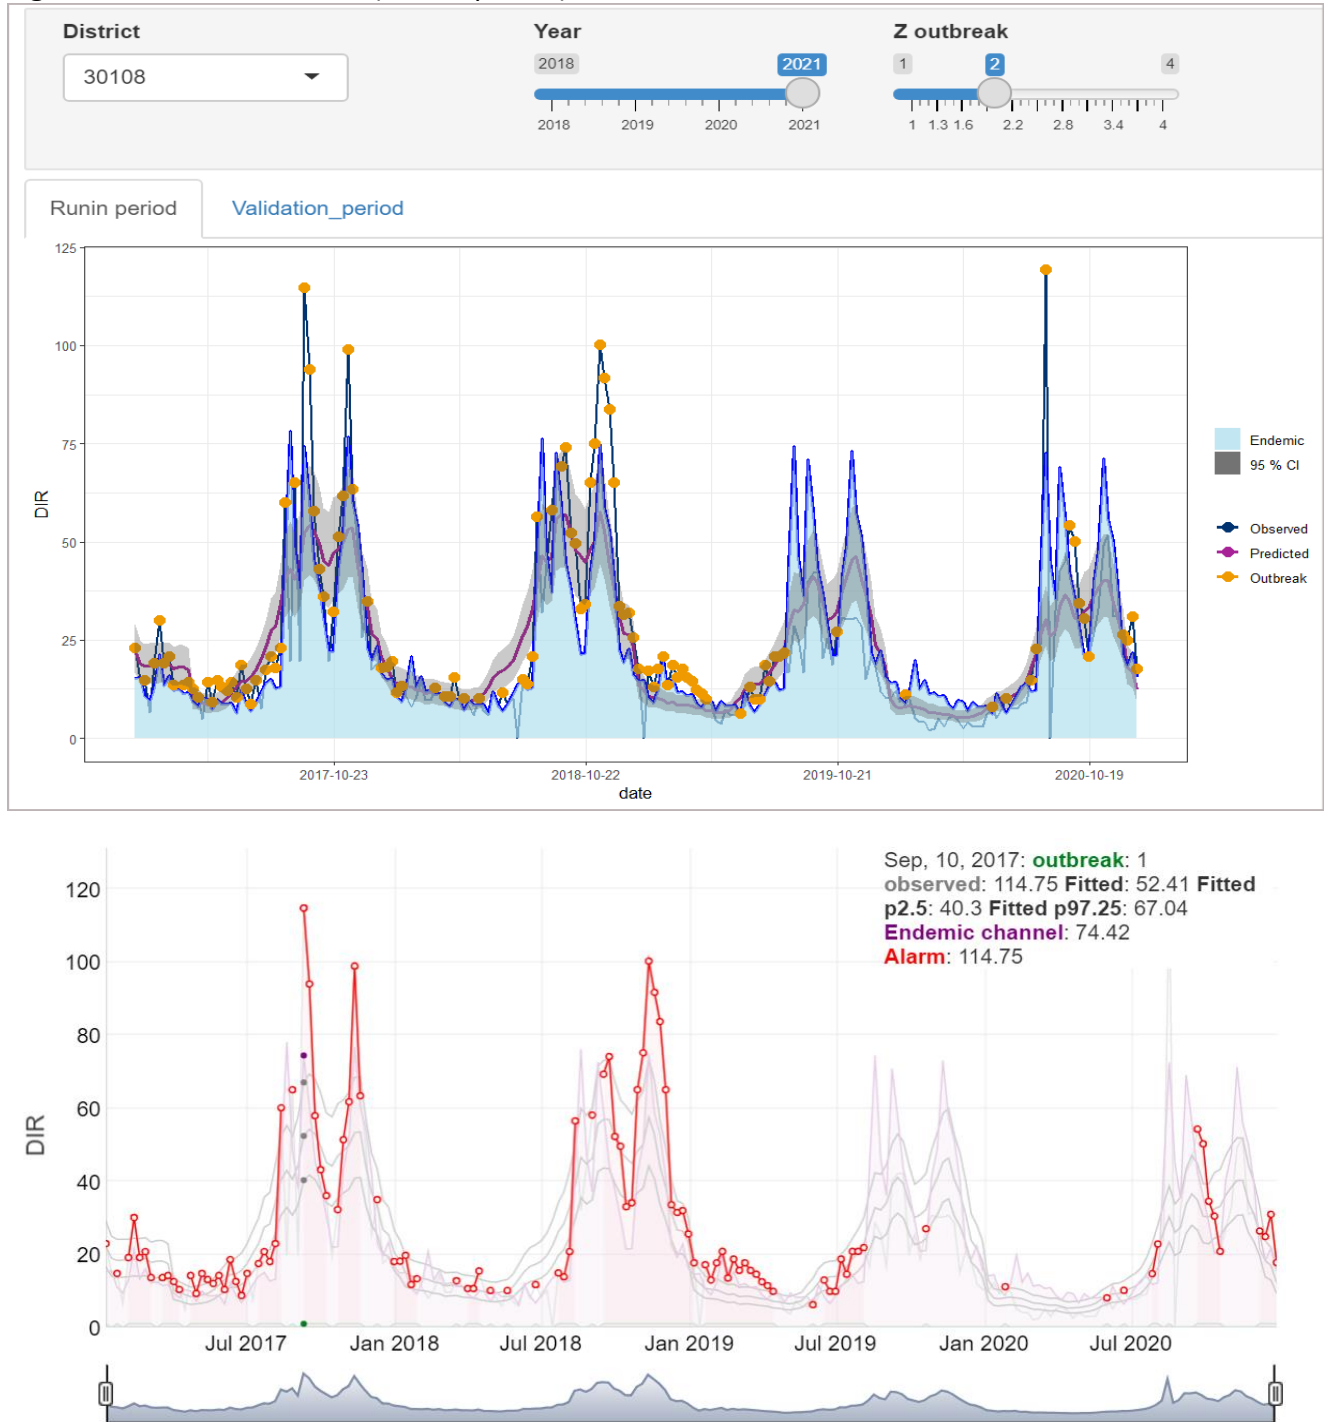 District
Year
Z outbreak
30108
2018
2021
1
2
4
2018
2019
2020
2021
1
1.3
1.6
2.2
2.8
3.4
4
Runin period
Validation_period
125
100
75
50
25
0
DIR
2017-10-23
2018-10-22
2019-10-21
2020-10-19
date
Endemic
95 % CI
Observed
Predicted
Outbreak
Sep, 10, 2017: outbreak: 1
observed: 114.75 Fitted: 52.41 Fitted
p2.5: 40.3 Fitted p97.25: 67.04
Endemic channel: 74.42
Alarm: 114.75
120
100
80
60
40
20
0
DIR
Jul 2017
Jan 2018
Jul 2018
Jan 2019
Jul 2019
Jan 2020
Jul 2020